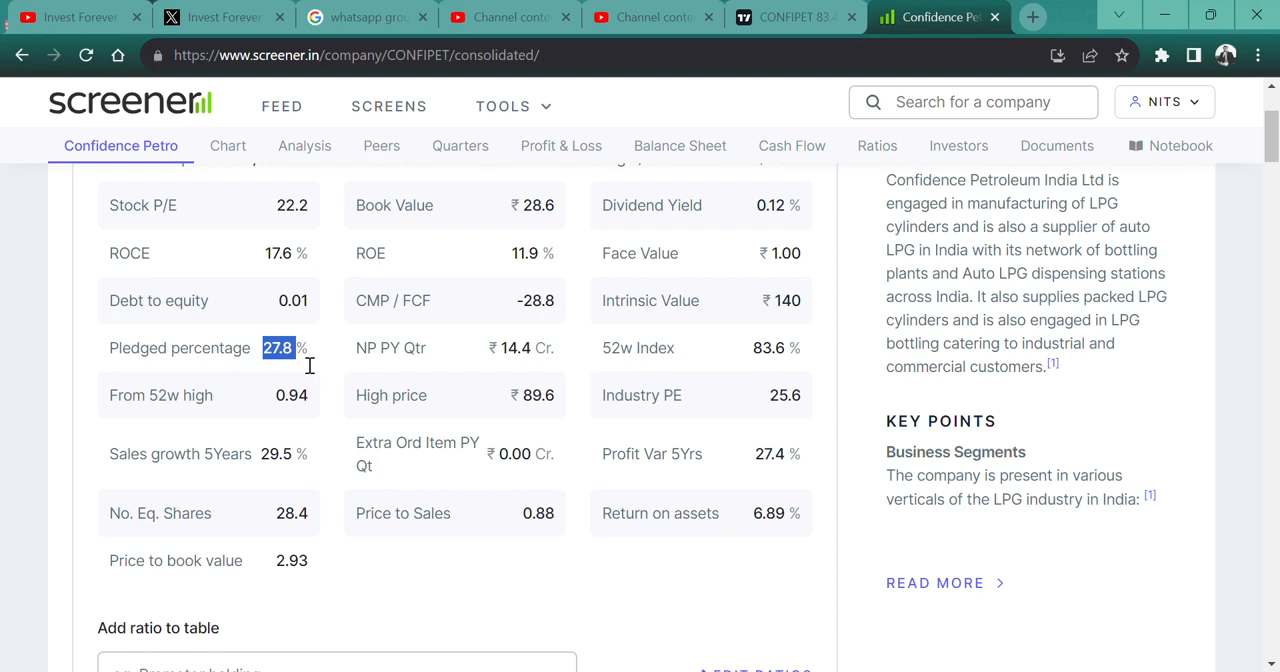 Invest Forever
Invest Forever
whatsapp grou
Channel conte
Channel conte
CONFIPET 83.4
Confidence Pe
https://www.screener.in/company/CONFIPET/consolidated/
screener
FEED
SCREENS
TOOLS
Search for a company
NITS
Confidence Petro
Chart
Analysis
Peers
Quarters
Profit & Loss
Balance Sheet
Cash Flow
Ratios
Investors
Documents
Notebook
Stock P/E 22.2
Book Value ₹ 28.6
Dividend Yield 0.12 %
ROCE 17.6 %
ROE 11.9 %
Face Value ₹ 1.00
Debt to equity 0.01
CMP / FCF -28.8
Intrinsic Value ₹ 140
Pledged percentage 27.8 %
NP PY Qtr ₹ 14.4 Cr.
52w Index 83.6 %
From 52w high 0.94
High price ₹ 89.6
Industry PE 25.6
Sales growth 5Years 29.5 %
Extra Ord Item PY
Qt ₹ 0.00 Cr.
Profit Var 5Yrs 27.4 %
No. Eq. Shares 28.4
Price to Sales 0.88
Return on assets 6.89 %
Price to book value 2.93
Add ratio to table
Confidence Petroleum India Ltd is
engaged in manufacturing of LPG
cylinders and is also a supplier of auto
LPG in India with its network of bottling
plants and Auto LPG dispensing stations
across India. It also supplies packed LPG
cylinders and is also engaged in LPG
bottling catering to industrial and
commercial customers.[1]
KEY POINTS
Business Segments
The company is present in various
verticals of the LPG industry in India: [1]
READ MORE